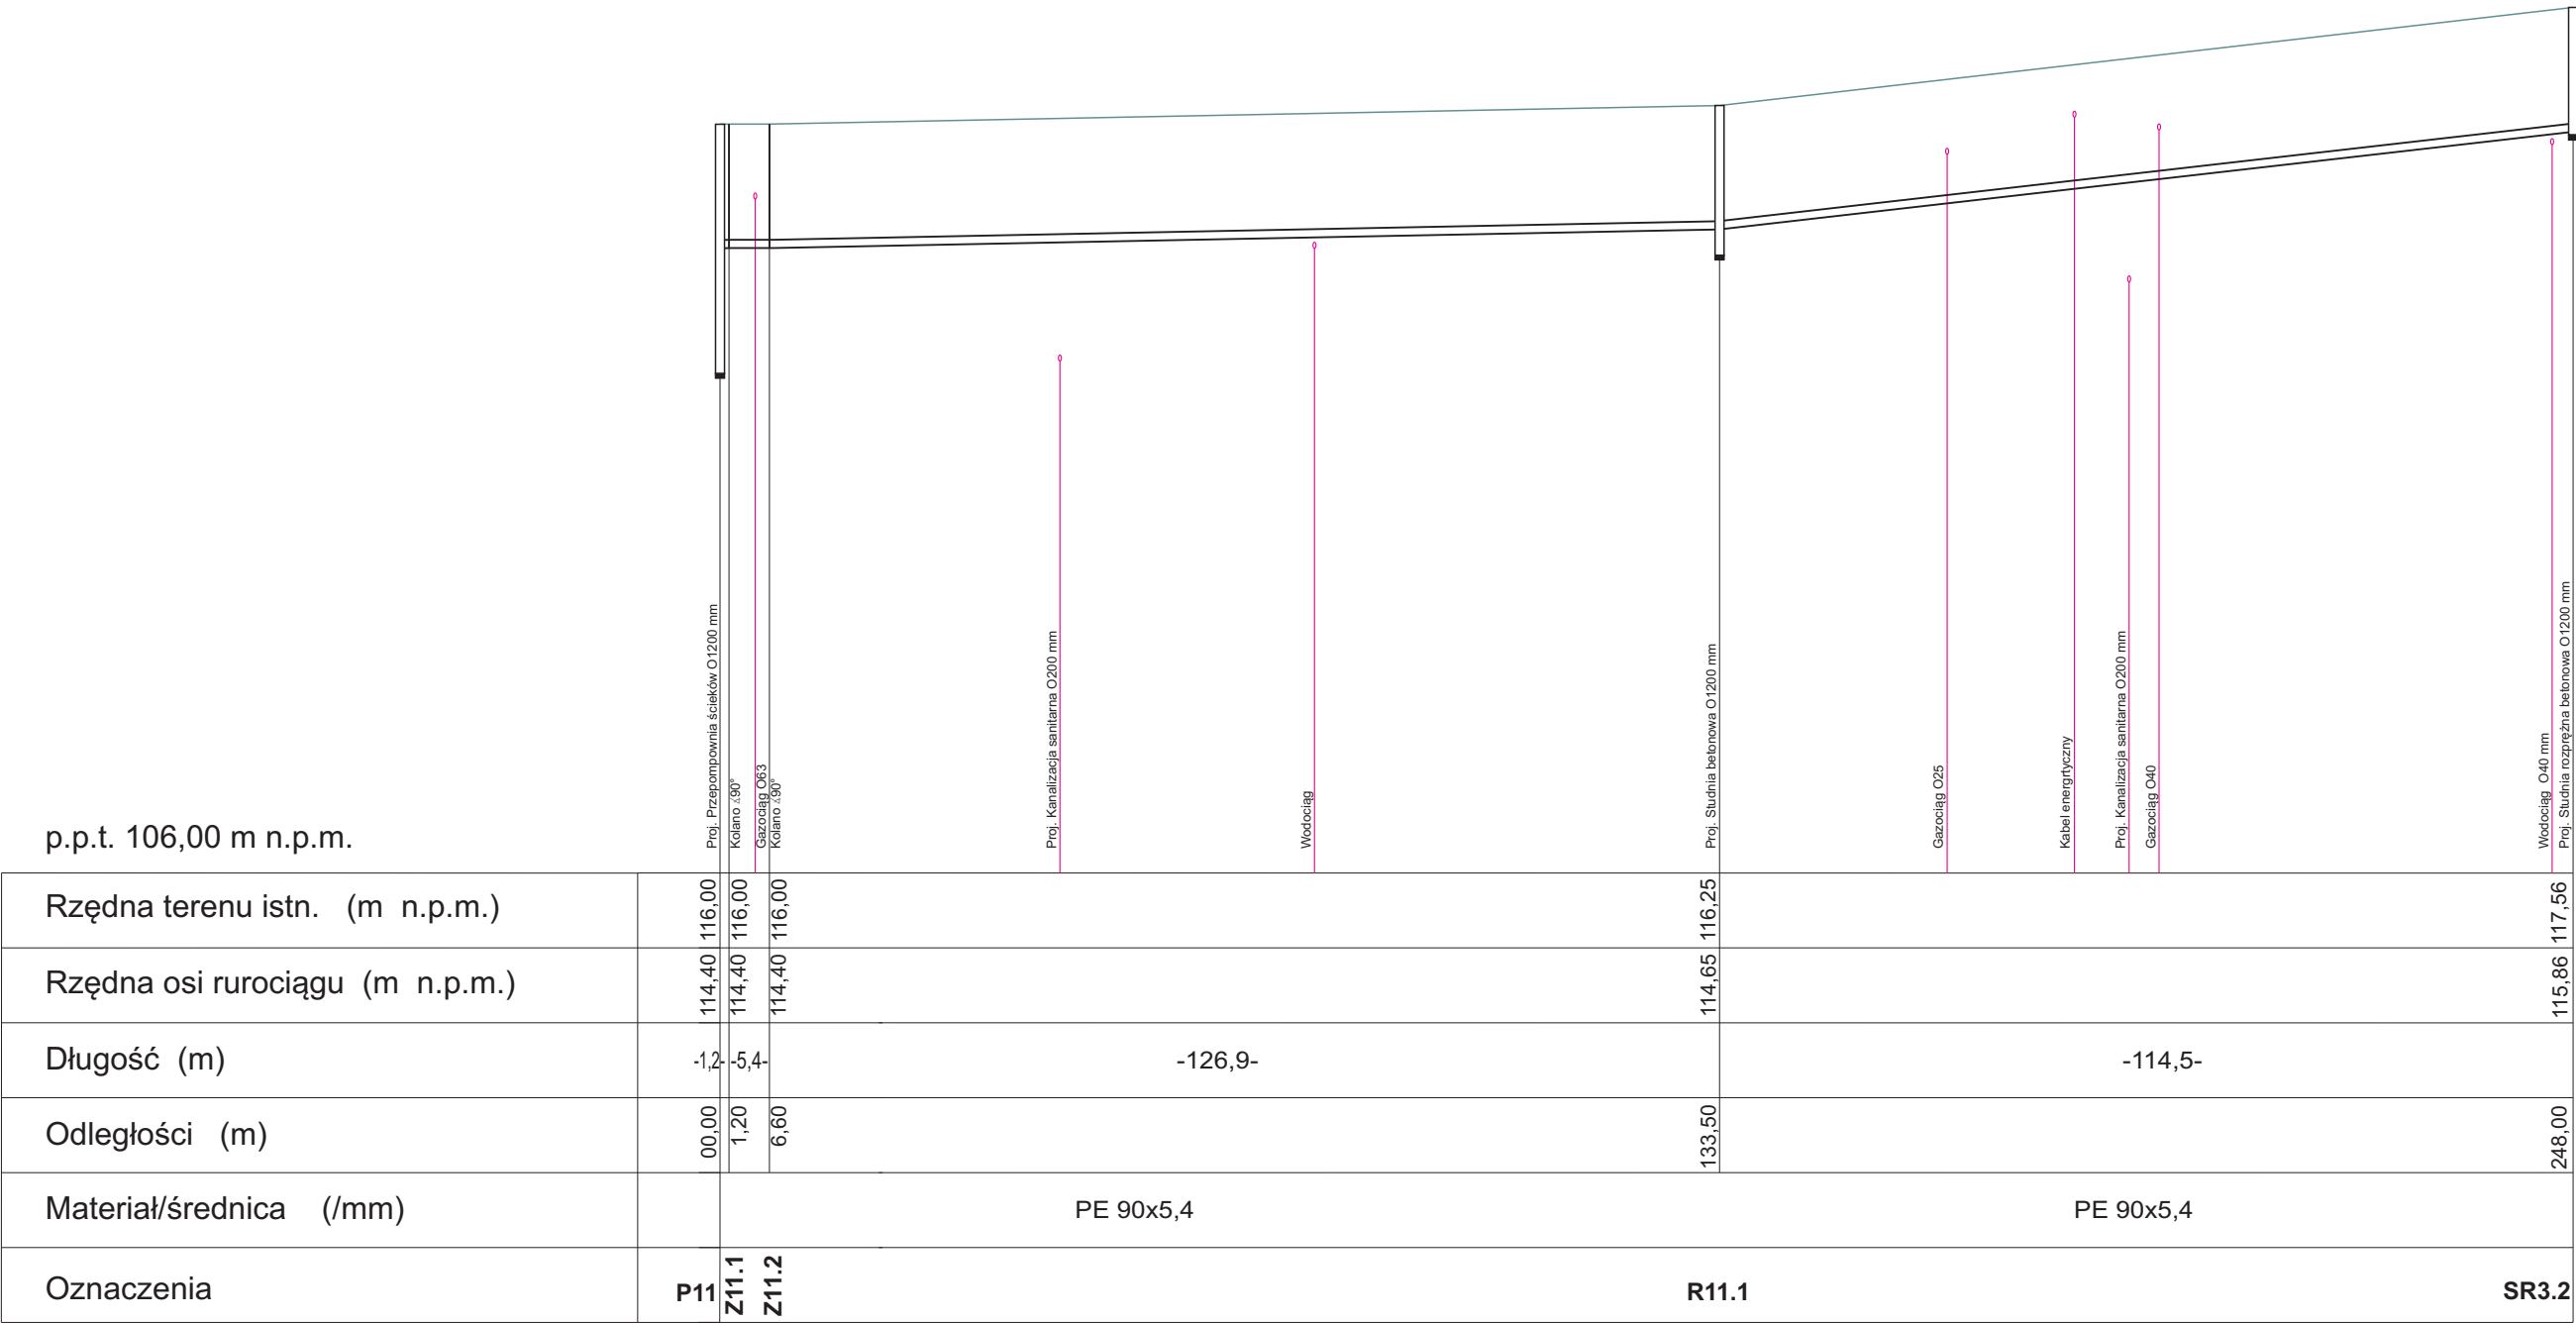 Proj. Przepompownia ścieków O1200 mm
Kolano ∡90°
Gazociąg O63
Kolano ∡90°
Proj. Kanalizacja sanitarna O200 mm
Wodociąg
Proj. Studnia betonowa O1200 mm
Gazociąg O25
Kabel energrtyczny
Proj. Kanalizacja sanitarna O200 mm
Gazociąg O40
Wodociąg O40 mm
Proj. Studnia rozprężna betonowa O1200 mm
p.p.t. 106,00 m n.p.m.
Rzędna terenu istn. (m n.p.m.) 116,00 116,00 116,00 116,25 117,56
Rzędna osi rurociągu (m n.p.m.) 114,40 114,40 114,40 114,65 115,86
Długość (m) -1,2- -5,4- -126,9- -114,5-
Odległości (m) 00,00 1,20 6,60 133,50 248,00
Materiał/średnica (/mm) PE 90x5,4 PE 90x5,4
Oznaczenia P11 Z11.1 Z11.2 R11.1 SR3.2